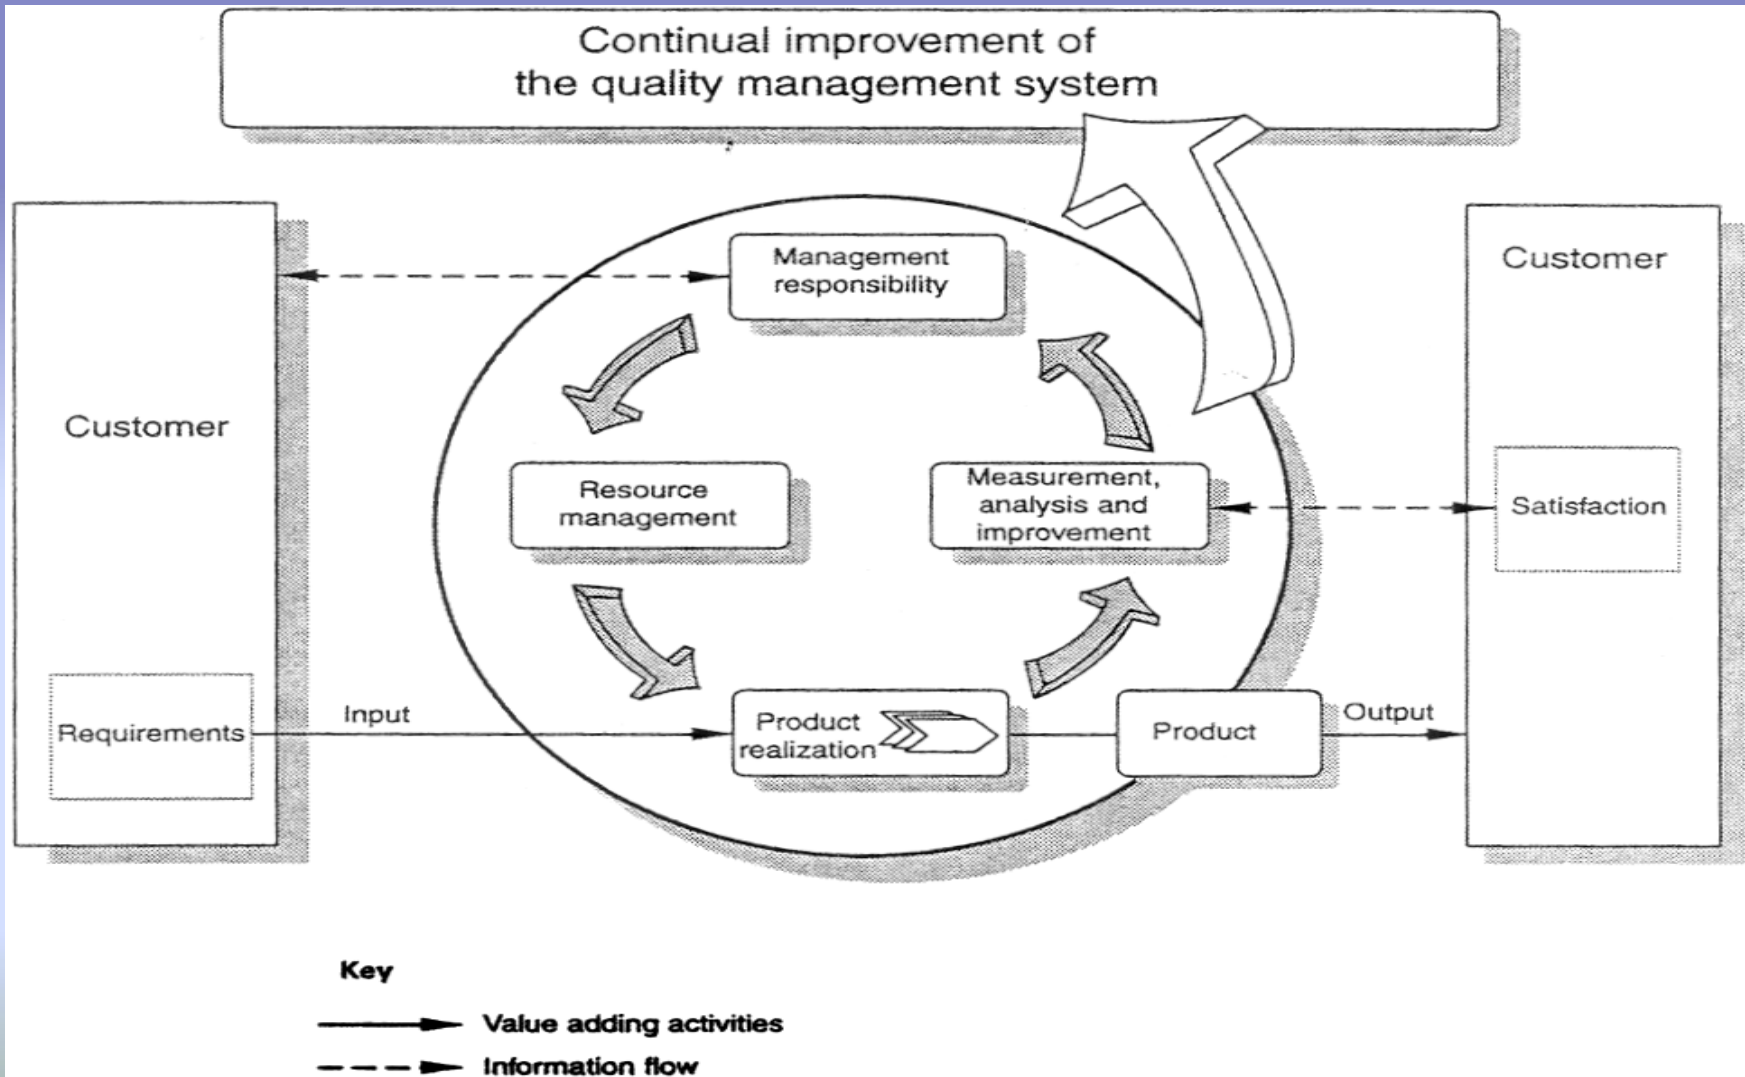 Continual improvement of
the quality management system
Customer
Requirements
Input
Management
responsibility
Resource
management
Measurement,
analysis and
improvement
Product
realization
Product
Output
Customer
Satisfaction
Key
Value adding activities
Information flow